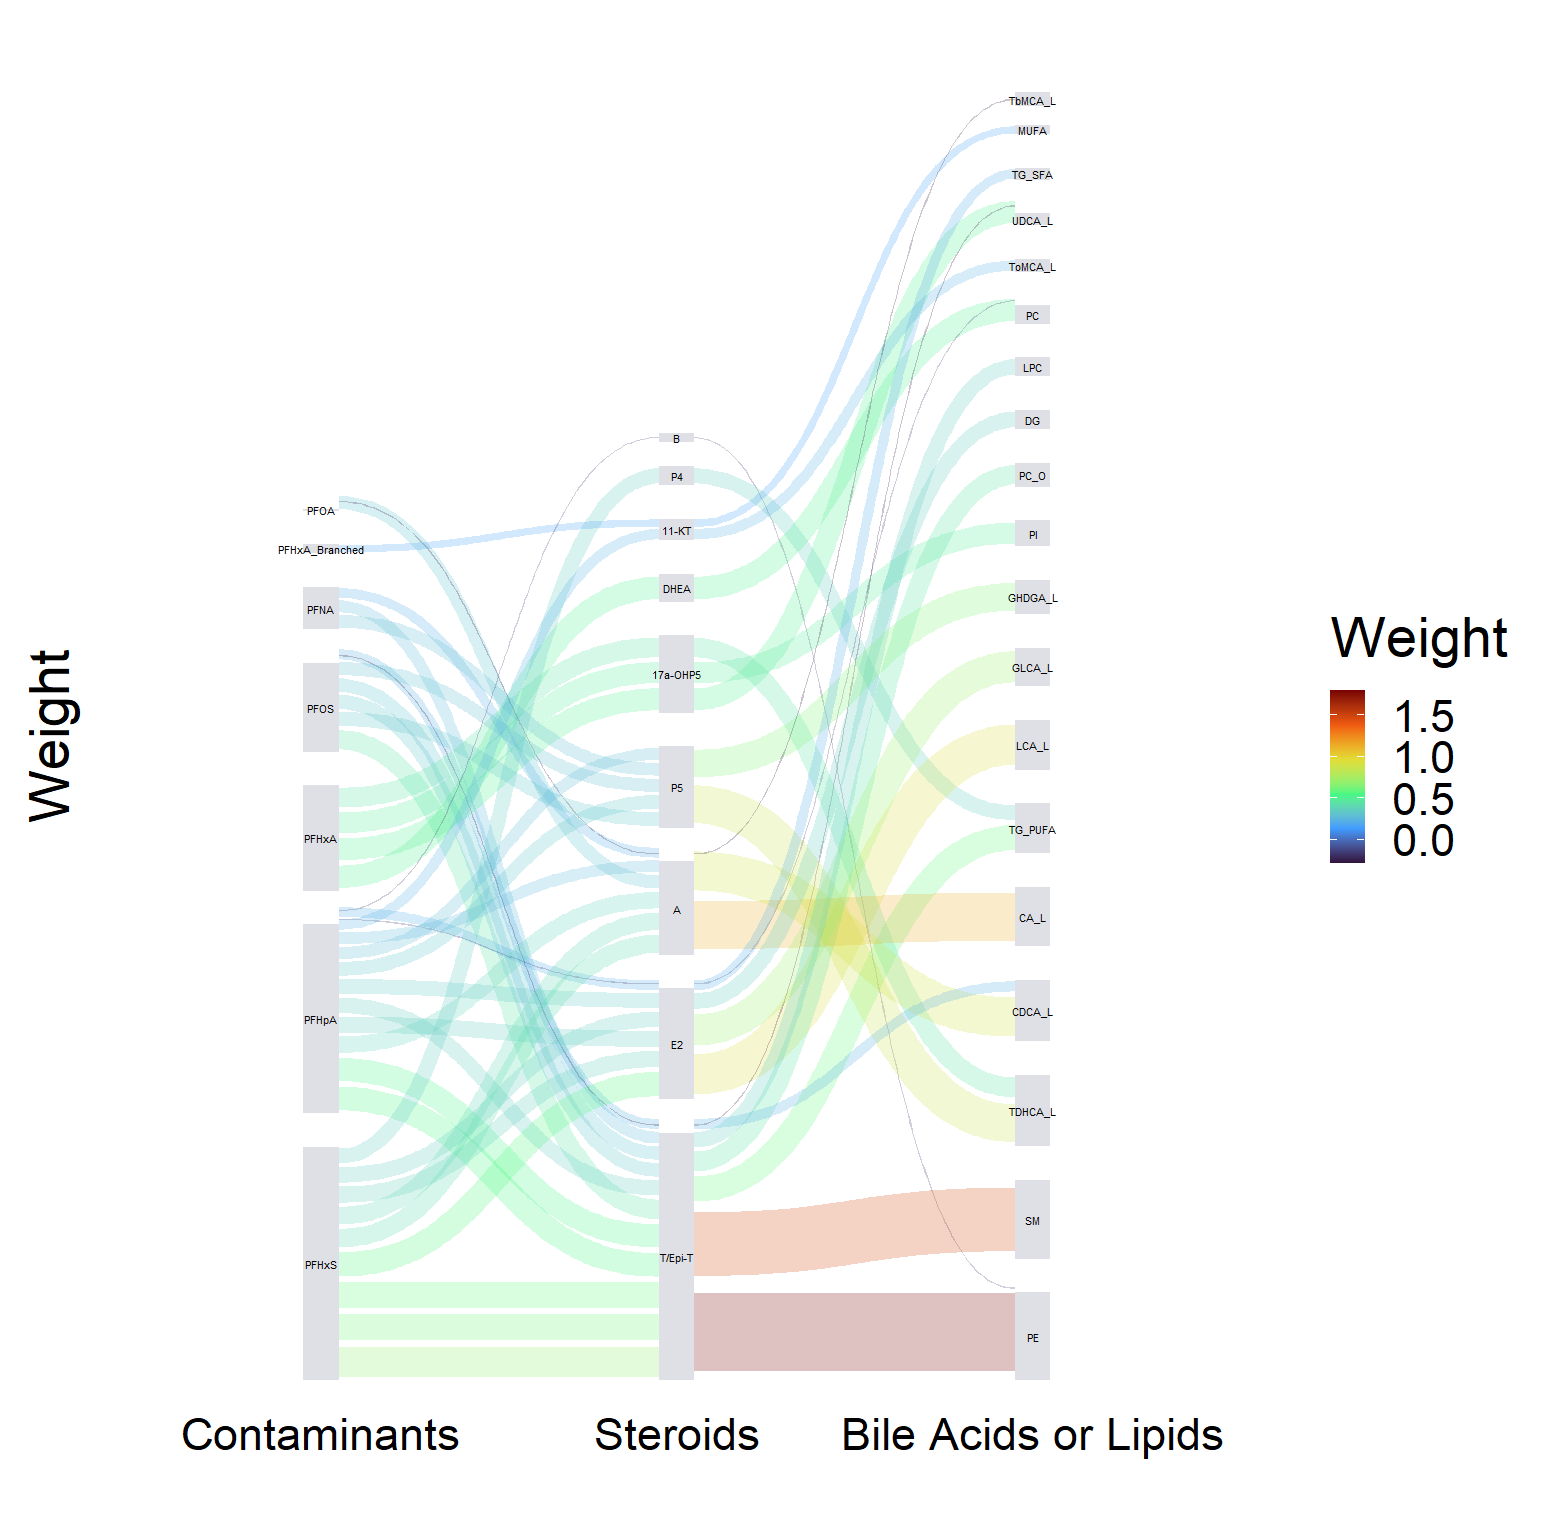 Weight
PFOA
PFHxA_Branched
PFNA
PFOS
PFHxA
PFHpA
PFHxS
B
P4
11-KT
DHEA
17a-OHP5
P5
A
E2
T/Epi-T
TbMCA_L
MUFA
TG_SFA
UDCA_L
ToMCA_L
PC
LPC
DG
PC_O
PI
GHDGA_L
GLCA_L
LCA_L
TG_PUFA
CA_L
CDCA_L
TDHCA_L
SM
PE
Weight
1.5
1.0
0.5
0.0
Contaminants
Steroids
Bile Acids or Lipids